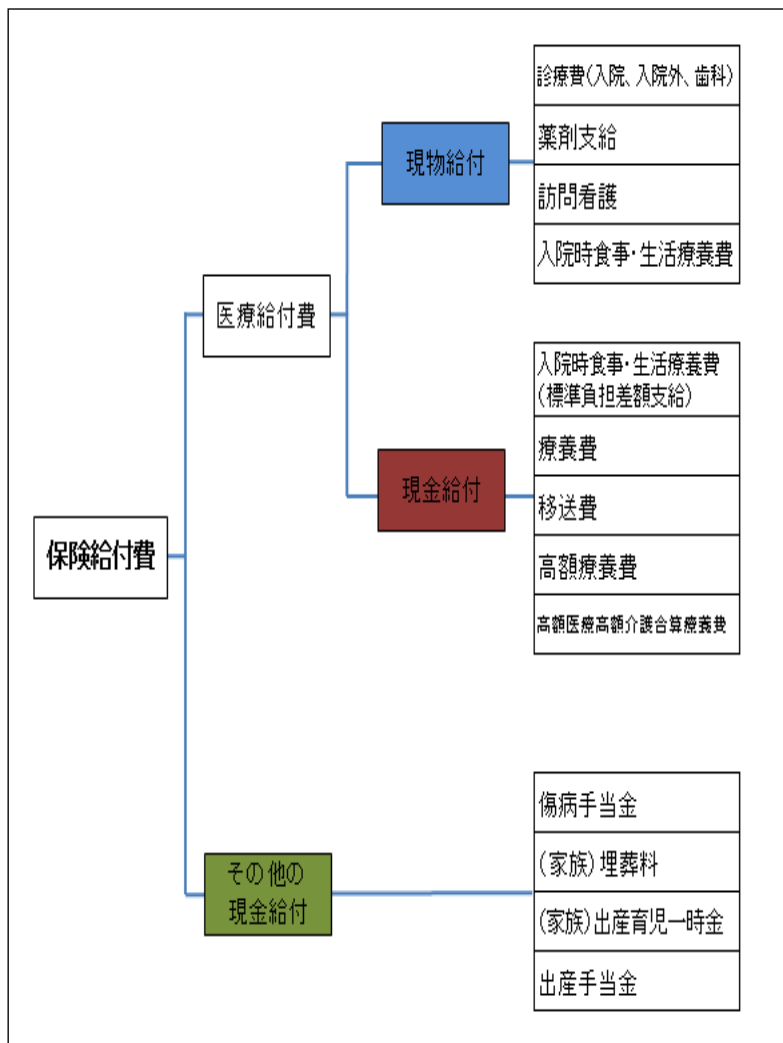 診療費(入院、入院外、歯科)
薬剤支給
訪問看護
入院時食事・生活療養費
現物給付
医療給付費
入院時食事・生活療養費
(標準負担差額支給)
療養費
移送費
高額療養費
高額医療高額介護合算療養費
現金給付
保険給付費
その他の
現金給付
傷病手当金
(家族)埋葬料
(家族)出産育児一時金
出産手当金